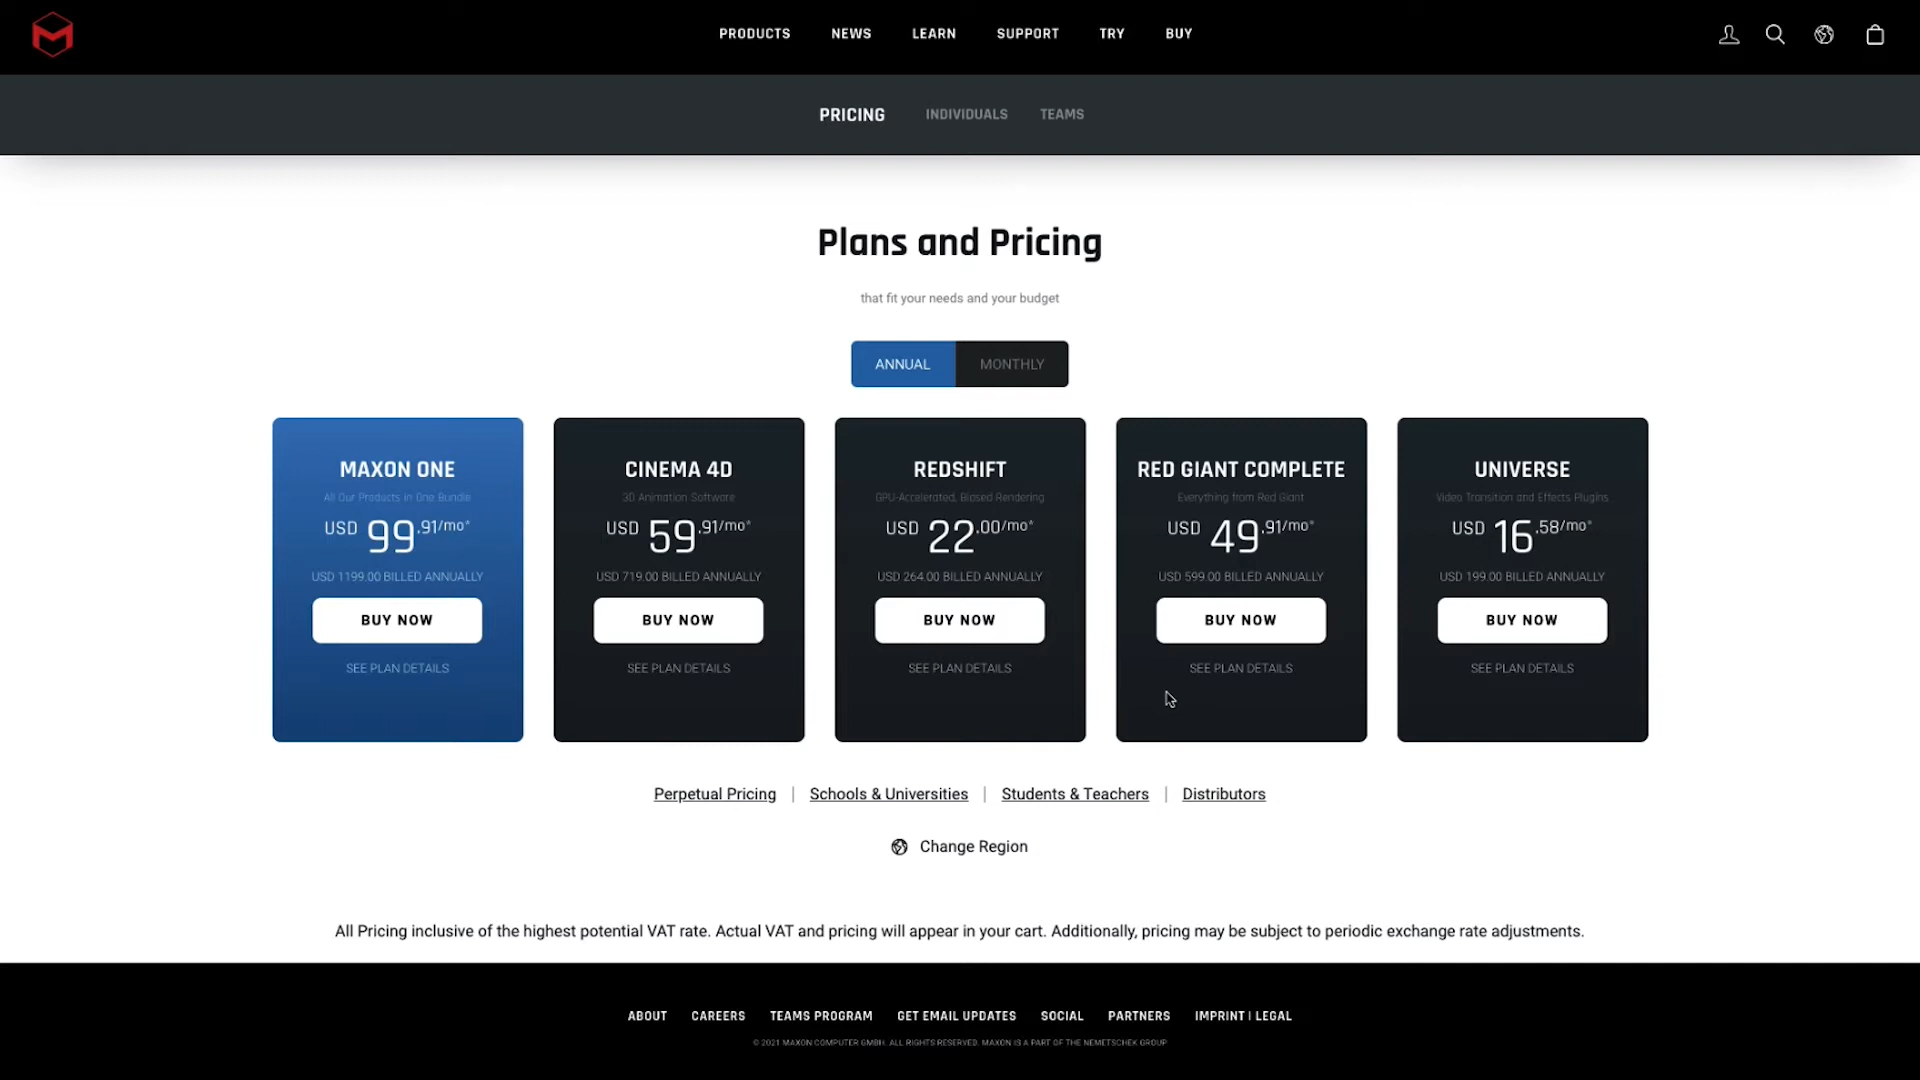 PRODUCTS NEWS LEARN SUPPORT TRY BUY
PRICING INDIVIDUALS TEAMS
Plans and Pricing
that fit your needs and your budget
ANNUAL MONTHLY
MAXON ONE
All Our Products in One Bundle
USD 99.91/mo*
USD 1199.00 BILLED ANNUALLY
BUY NOW
SEE PLAN DETAILS
CINEMA 4D
3D Animation Software
USD 59.91/mo*
USD 719.00 BILLED ANNUALLY
BUY NOW
SEE PLAN DETAILS
REDSHIFT
GPU-Accelerated, Biased Rendering
USD 22.00/mo*
USD 264.00 BILLED ANNUALLY
BUY NOW
SEE PLAN DETAILS
RED GIANT COMPLETE
Everything from Red Giant
USD 49.91/mo*
USD 599.00 BILLED ANNUALLY
BUY NOW
SEE PLAN DETAILS
UNIVERSE
Video Transition and Effects Plugins
USD 16.58/mo*
USD 199.00 BILLED ANNUALLY
BUY NOW
SEE PLAN DETAILS
Perpetual Pricing | Schools & Universities | Students & Teachers | Distributors
Change Region
All Pricing inclusive of the highest potential VAT rate. Actual VAT and pricing will appear in your cart. Additionally, pricing may be subject to periodic exchange rate adjustments.
ABOUT CAREERS TEAMS PROGRAM GET EMAIL UPDATES SOCIAL PARTNERS IMPRINT | LEGAL
© 2021 MAXON COMPUTER GMBH. ALL RIGHTS RESERVED. MAXON IS A PART OF THE NEMETSCHEK GROUP